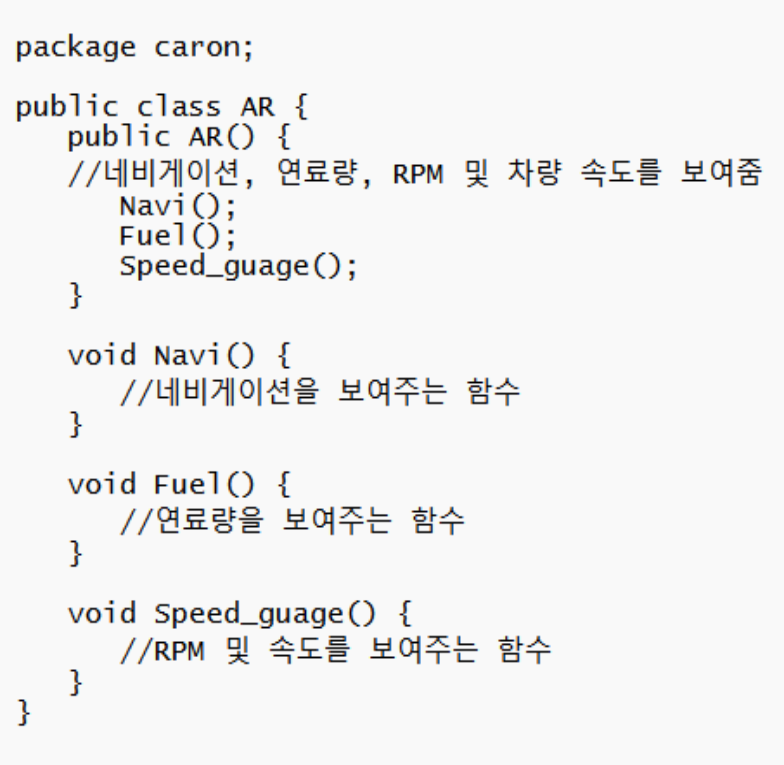 package caron;
public class AR {
public AR() {
//네비게이션, 연료량, RPM 및 차량 속도를 보여줌
Navi();
Fuel();
Speed_guage();
}
void Navi() {
//네비게이션을 보여주는 함수
}
void Fuel() {
//연료량을 보여주는 함수
}
void Speed_guage() {
//RPM 및 속도를 보여주는 함수
}
}